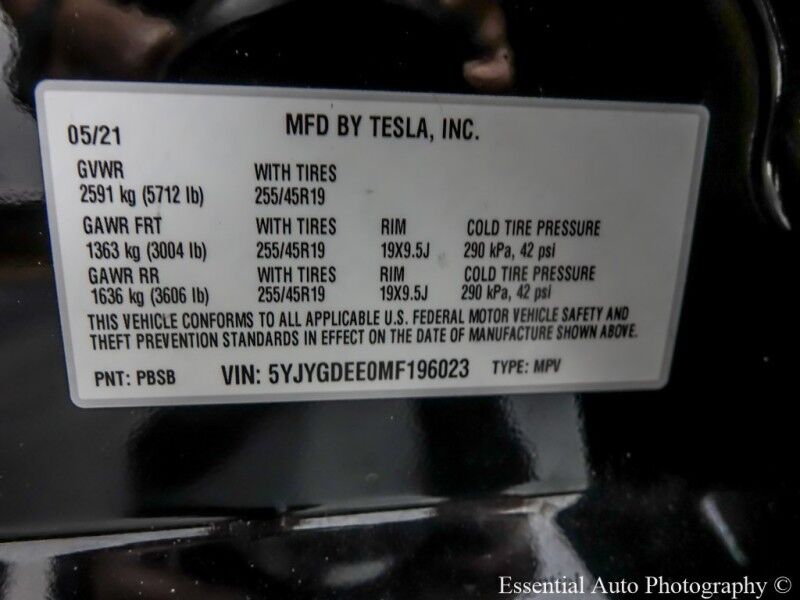 05/21 MFD BY TESLA, INC.
GVWR WITH TIRES
2591 kg (5712 lb) 255/45R19
GAWR FRT WITH TIRES RIM COLD TIRE PRESSURE
1363 kg (3004 lb) 255/45R19 19X9.5J 290 kPa, 42 psi
GAWR RR WITH TIRES RIM COLD TIRE PRESSURE
1636 kg (3606 lb) 255/45R19 19X9.5J 290 kPa, 42 psi
THIS VEHICLE CONFORMS TO ALL APPLICABLE U.S. FEDERAL MOTOR VEHICLE SAFETY AND
THEFT PREVENTION STANDARDS IN EFFECT ON THE DATE OF MANUFACTURE SHOWN ABOVE.
PNT: PBSB VIN: 5YJYGDEE0MF196023 TYPE: MPV
Essential Auto Photography ©